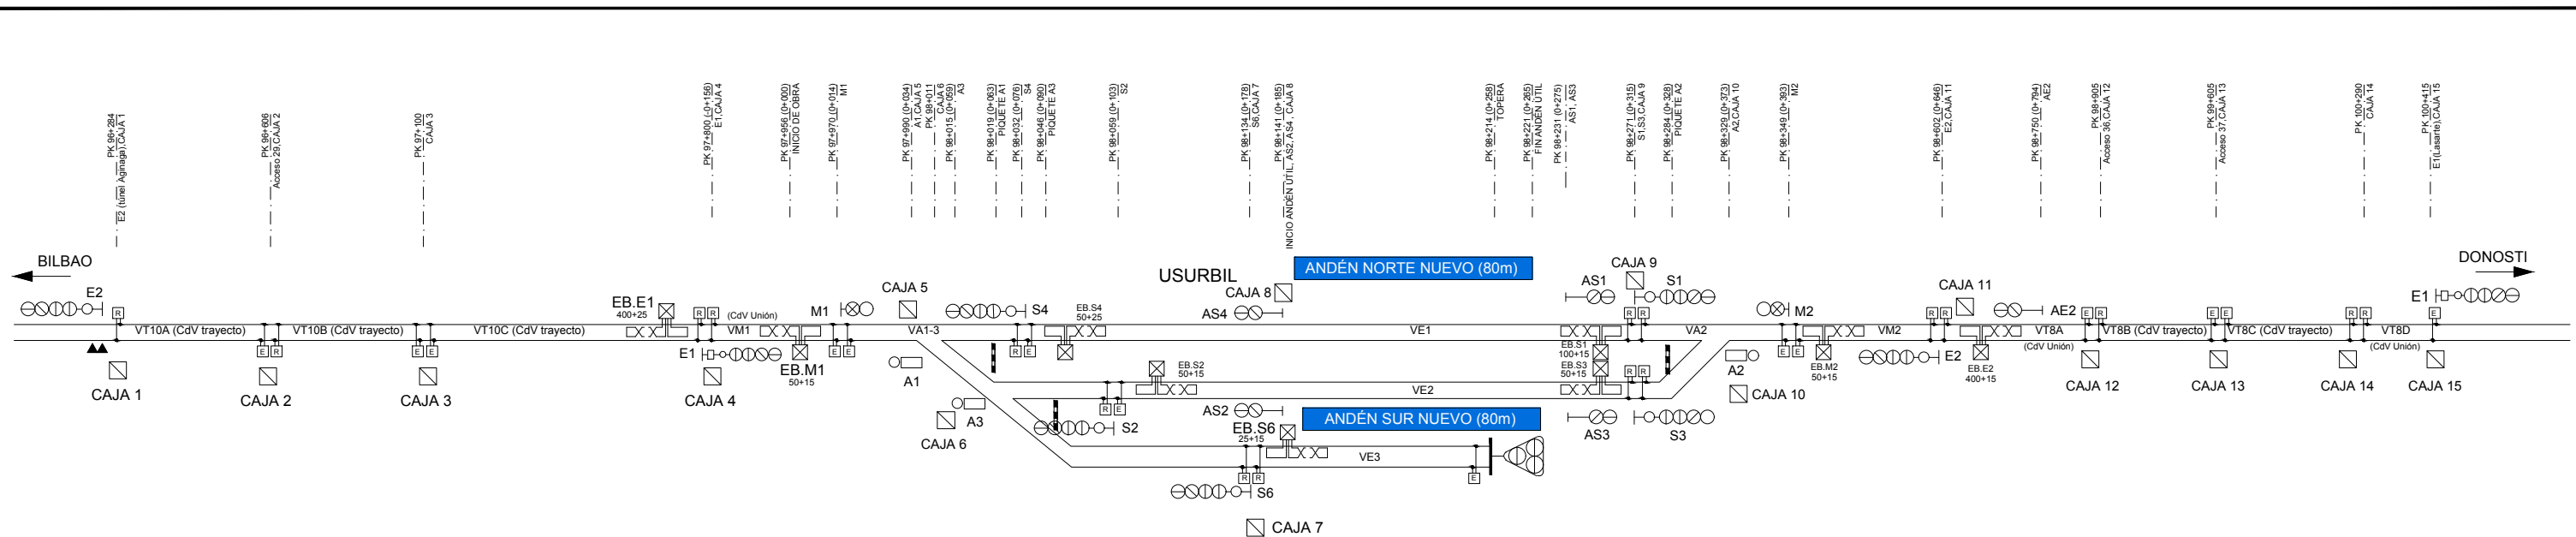 PK 96+284
E2 (túnel Aginaga),CAJA 1
PK 96+606
Acceso 29,CAJA 2
PK 97+100
CAJA 3
PK 97+800 (-0+156)
E1,CAJA 4
PK 97+956 (0+000)
INICIO DE OBRA
PK 97+970 (0+014)
M1
PK 97+990 (0+034)
A1,CAJA 5
PK 98+011
CAJA 6
PK 98+015 (0+059)
A3
PK 98+019 (0+063)
PIQUETE A1
PK 98+032 (0+076)
S4
PK 98+046 (0+090)
PIQUETE A3
PK 98+059 (0+103)
S2
PK 98+134 (0+178)
S6,CAJA 7
PK 98+141 (0+185)
INICIO ANDÉN ÚTIL, AS2, AS4 , CAJA 8
PK 98+214 (0+258)
TOPERA
PK 98+221 (0+265)
FIN ANDÉN ÚTIL
PK 98+231 (0+275)
AS1, AS3
PK 98+271 (0+315)
S1,S3,CAJA 9
PK 98+284 (0+328)
PIQUETE A2
PK 98+329 (0+373)
A2,CAJA 10
PK 98+349 (0+393)
M2
PK 98+602 (0+646)
E2,CAJA 11
PK 98+750 (0+794)
AE2
PK 98+905
Acceso 36,CAJA 12
PK 99+605
Acceso 37,CAJA 13
PK 100+290
CAJA 14
PK 100+415
E1(Lasarte),CAJA 15
BILBAO
USURBIL
ANDÉN NORTE NUEVO (80m)
DONOSTI
E2
EB.E1
400+25
(CdV Unión)
M1
CAJA 5
S4
EB.S4
50+25
AS4
CAJA 8
AS1
CAJA 9
S1
M2
CAJA 11
AE2
E1
R
R R
R R
R R
E R
E E
R R
E
VT10A (CdV trayecto)
VT10B (CdV trayecto)
VT10C (CdV trayecto)
VM1
VA1-3
VE1
VA2
VM2
VT8A
VT8B (CdV trayecto)
VT8C (CdV trayecto)
VT8D
(CdV Unión)
(CdV Unión)
E R
E E
E1
EB.M1
50+15
E E
A1
R E
EB.S2
50+15
EB.S1
100+15
EB.S3
50+15
R R
A2
E E
EB.M2
50+15
E2
EB.E2
400+15
CAJA 1
CAJA 2
CAJA 3
CAJA 4
CAJA 10
CAJA 12
CAJA 13
CAJA 14
CAJA 15
VE2
A3
CAJA 6
R E
S2
AS2
ANDÉN SUR NUEVO (80m)
AS3
S3
EB.S6
25+15
VE3
R R
E
S6
CAJA 7